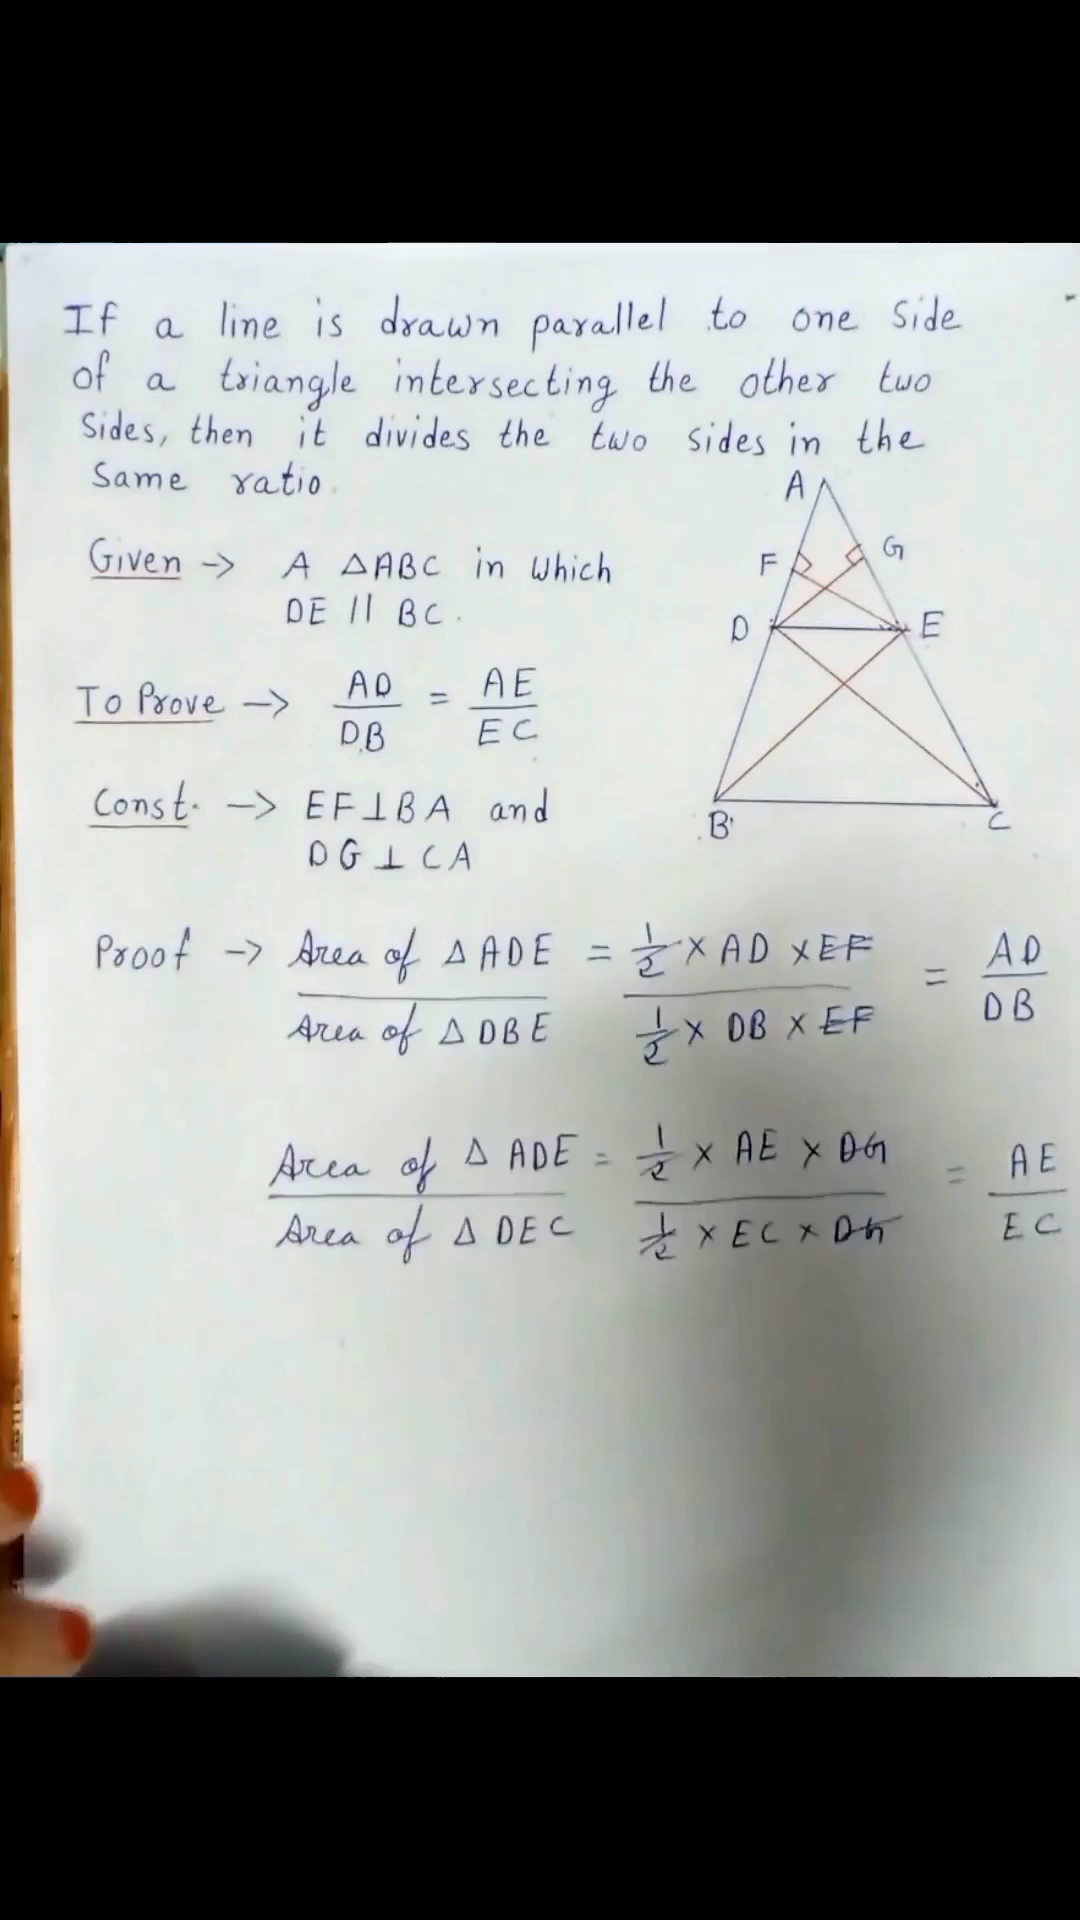 If a line is drawn parallel to one side
of a triangle intersecting the other two
sides, then it divides the two sides in the
same ratio.
A
F
G
D
E
B
C
Given → A △ABC in which
DE || BC.
To Prove → AD/DB = AE/EC
Const. → EF⊥BA and
DG ⊥ CA
Proof → Area of △ADE / Area of △DBE = 1/2 × AD × EF / 1/2 × DB × EF = AD/DB
Area of △ADE / Area of △DEC = 1/2 × AE × DG / 1/2 × EC × DG = AE/EC